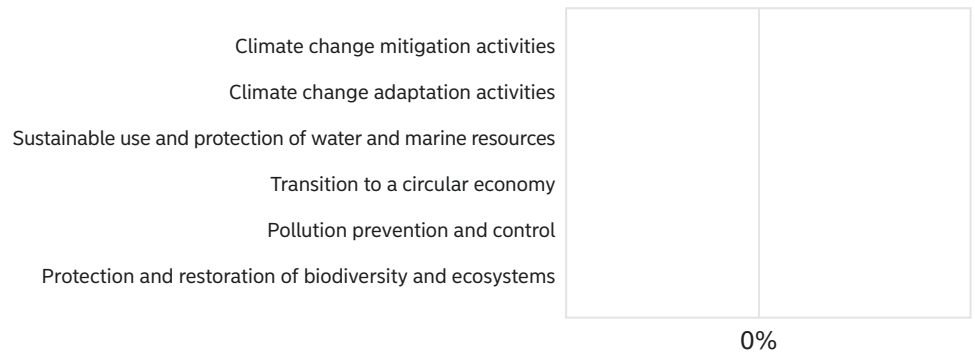 Climate change mitigation activities
Climate change adaptation activities
Sustainable use and protection of water and marine resources
Transition to a circular economy
Pollution prevention and control
Protection and restoration of biodiversity and ecosystems
0%